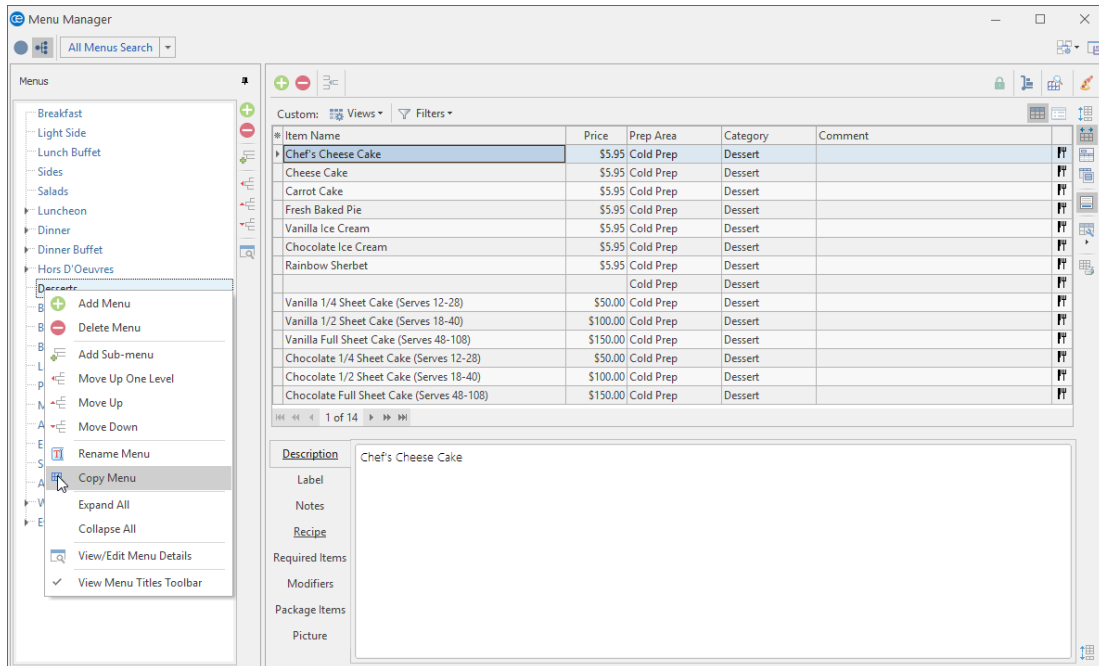 Menu Manager
All Menus Search
Menus
Breakfast
Light Side
Lunch Buffet
Sides
Salads
Luncheon
Dinner
Dinner Buffet
Hors D'Oeuvres
Desserts
Add Menu
Delete Menu
Add Sub-menu
Move Up One Level
Move Up
Move Down
Rename Menu
Copy Menu
Expand All
Collapse All
View/Edit Menu Details
View Menu Titles Toolbar
Custom: Views Filters
Item Name Price Prep Area Category Comment
Chef's Cheese Cake $5.95 Cold Prep Dessert
Cheese Cake $5.95 Cold Prep Dessert
Carrot Cake $5.95 Cold Prep Dessert
Fresh Baked Pie $5.95 Cold Prep Dessert
Vanilla Ice Cream $5.95 Cold Prep Dessert
Chocolate Ice Cream $5.95 Cold Prep Dessert
Rainbow Sherbet $5.95 Cold Prep Dessert
Cold Prep Dessert
Vanilla 1/4 Sheet Cake (Serves 12-28) $50.00 Cold Prep Dessert
Vanilla 1/2 Sheet Cake (Serves 18-40) $100.00 Cold Prep Dessert
Vanilla Full Sheet Cake (Serves 48-108) $150.00 Cold Prep Dessert
Chocolate 1/4 Sheet Cake (Serves 12-28) $50.00 Cold Prep Dessert
Chocolate 1/2 Sheet Cake (Serves 18-40) $100.00 Cold Prep Dessert
Chocolate Full Sheet Cake (Serves 48-108) $150.00 Cold Prep Dessert
1 of 14
Description
Label
Notes
Recipe
Required Items
Modifiers
Package Items
Picture
Chef's Cheese Cake